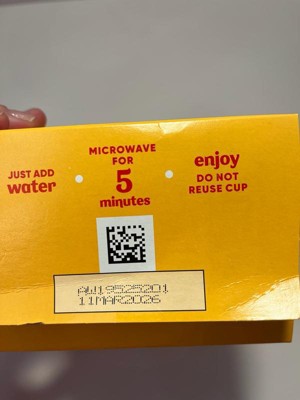 JUST ADD
water
MICROWAVE
FOR
5
minutes
enjoy
DO NOT
REUSE CUP
AW19525201
11MAR2026